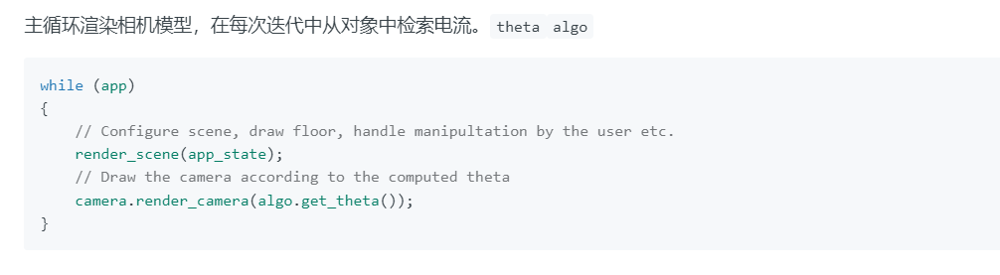 主循环渲染相机模型，在每次迭代中从对象中检索电流。 theta algo
while (app)
{
    // Configure scene, draw floor, handle manipultation by the user etc.
    render_scene(app_state);
    // Draw the camera according to the computed theta
    camera.render_camera(algo.get_theta());
}